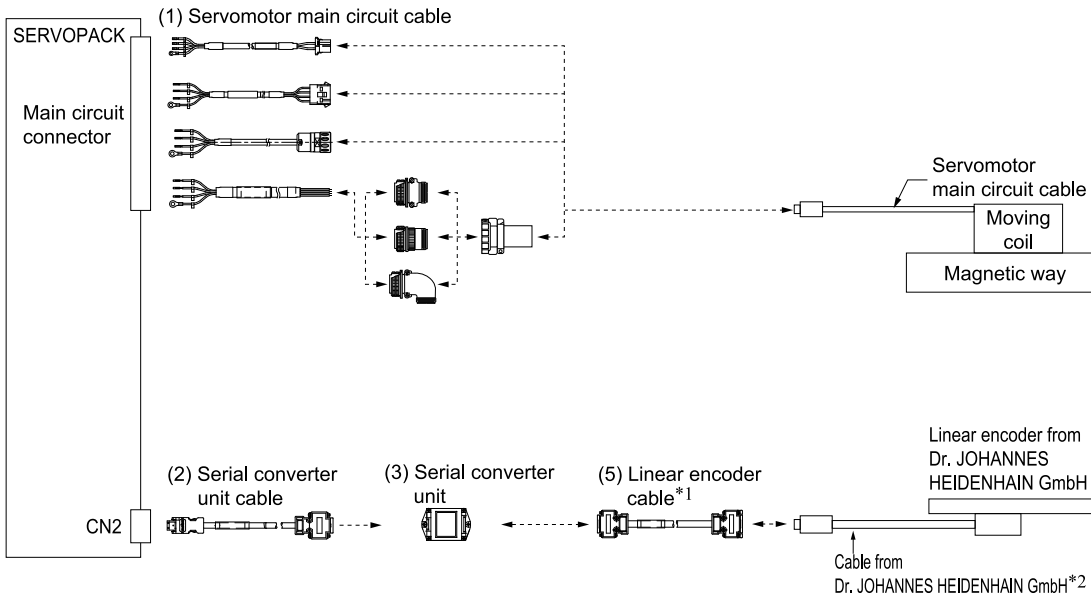 (1) Servomotor main circuit cable
SERVOPACK
Main circuit
connector
Servomotor
main circuit cable
Moving
coil
Magnetic way
(2) Serial converter
unit cable
(3) Serial converter
unit
(5) Linear encoder
cable*1
Linear encoder from
Dr. JOHANNES
HEIDENHAIN GmbH
CN2
Cable from
Dr. JOHANNES HEIDENHAIN GmbH*2